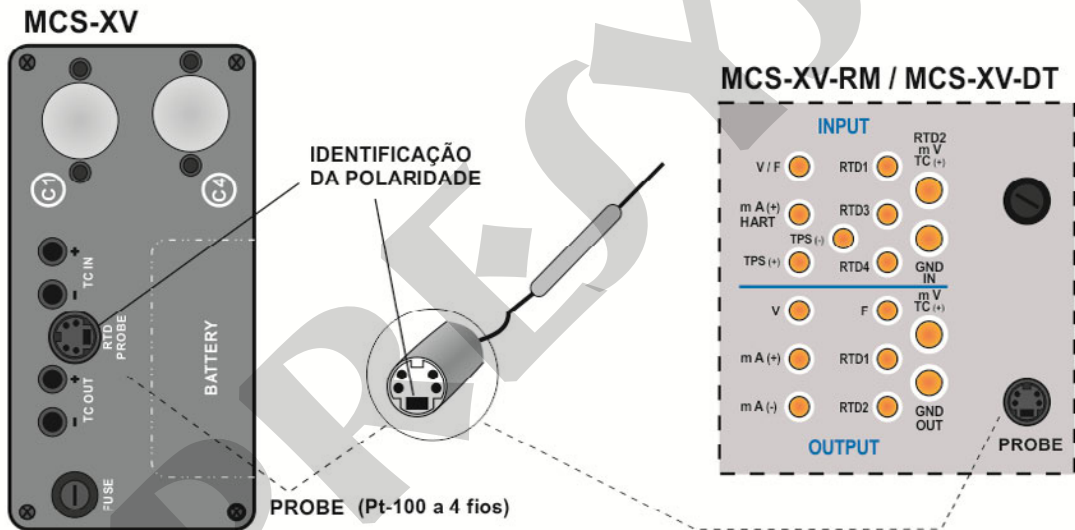 MCS-XV
C1
C4
+
TC IN
-
RTD
PROBE
+
TC OUT
-
FUSE
BATTERY
IDENTIFICAÇÃO
DA POLARIDADE
PROBE (Pt-100 a 4 fios)
MCS-XV-RM / MCS-XV-DT
INPUT
V / F
RTD1
RTD2
m V
TC (+)
m A (+)
HART
RTD3
TPS (-)
TPS (+)
RTD4
GND
IN
V
F
m V
TC (+)
m A (+)
RTD1
m A (-)
RTD2
GND
OUT
OUTPUT
PROBE
PRESYS